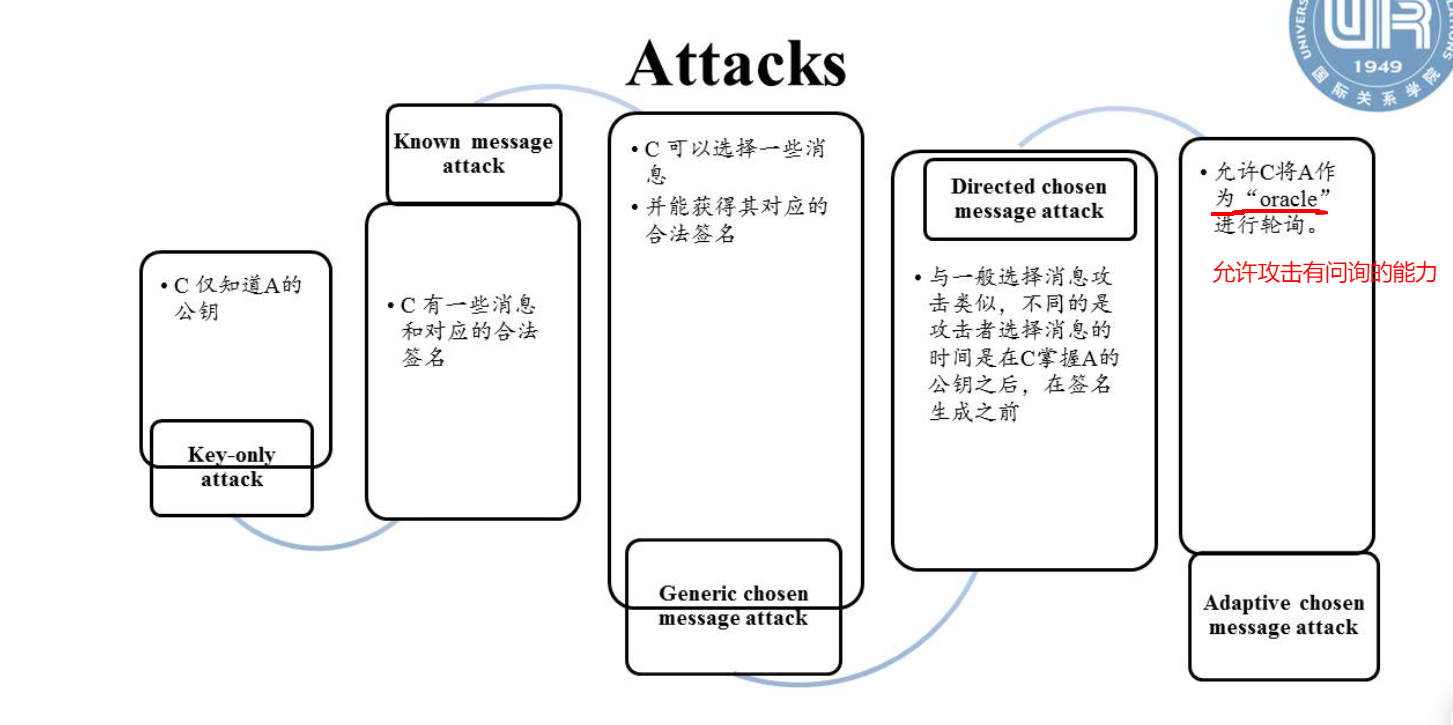 Attacks
UNIVERS
UR
1949
国际关系学院
• C 仅知道A的
公钥
Key-only
attack
Known message
attack
• C 有一些消息
和对应的合法
签名
• C 可以选择一些消
息
• 并能获得其对应的
合法签名
Generic chosen
message attack
Directed chosen
message attack
• 与一般选择消息攻
击类似，不同的是
攻击者选择消息的
时间是在C掌握A的
公钥之后，在签名
生成之前
• 允许C将A作
为“oracle”
进行轮询。
允许攻击有问询的能力
Adaptive chosen
message attack